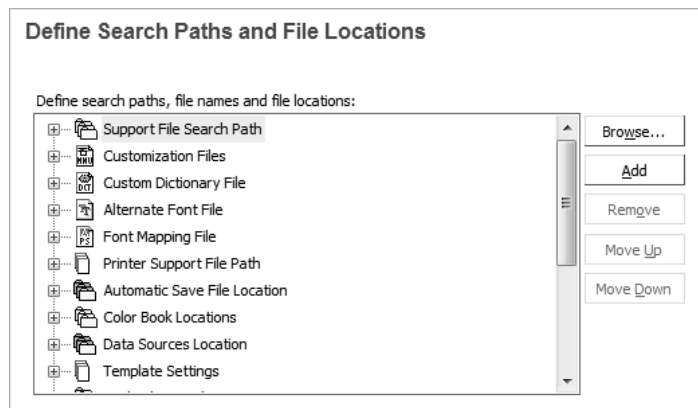 Define Search Paths and File Locations
Define search paths, file names and file locations:
Support File Search Path
Customization Files
Custom Dictionary File
Alternate Font File
Font Mapping File
Printer Support File Path
Automatic Save File Location
Color Book Locations
Data Sources Location
Template Settings
Browse...
Add
Remove
Move Up
Move Down